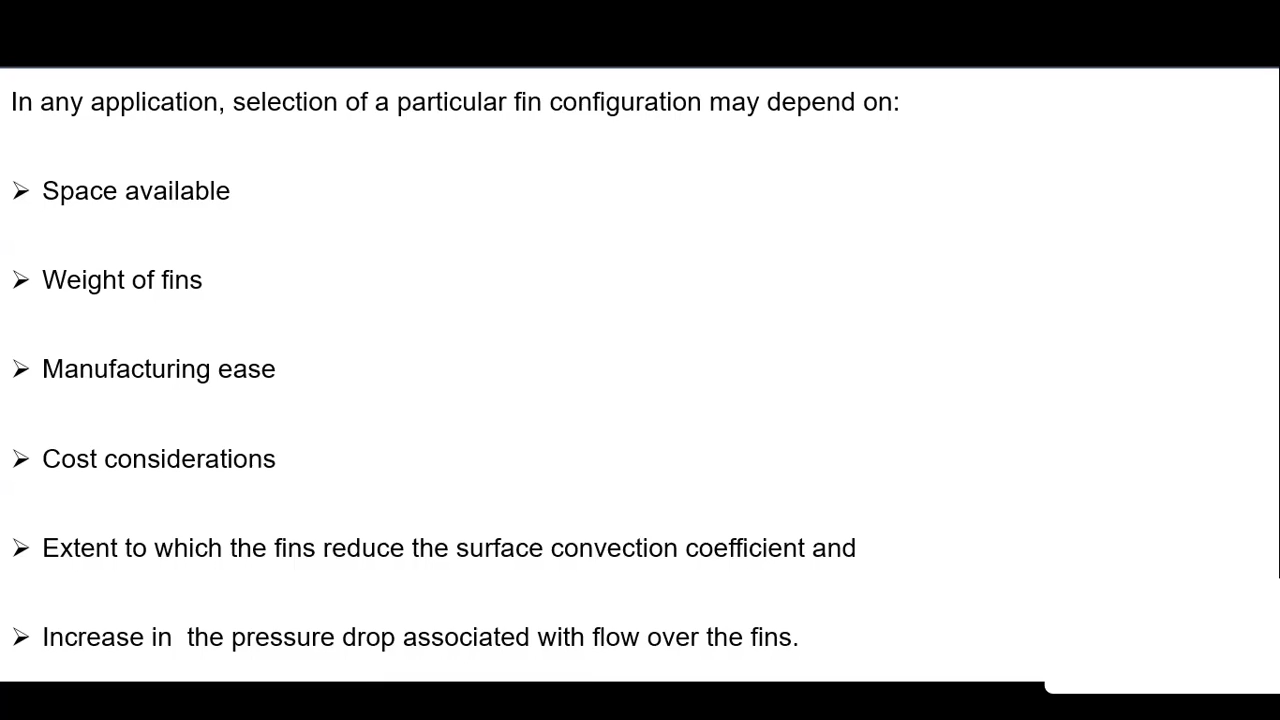 In any application, selection of a particular fin configuration may depend on:
➢ Space available
➢ Weight of fins
➢ Manufacturing ease
➢ Cost considerations
➢ Extent to which the fins reduce the surface convection coefficient and
➢ Increase in  the pressure drop associated with flow over the fins.